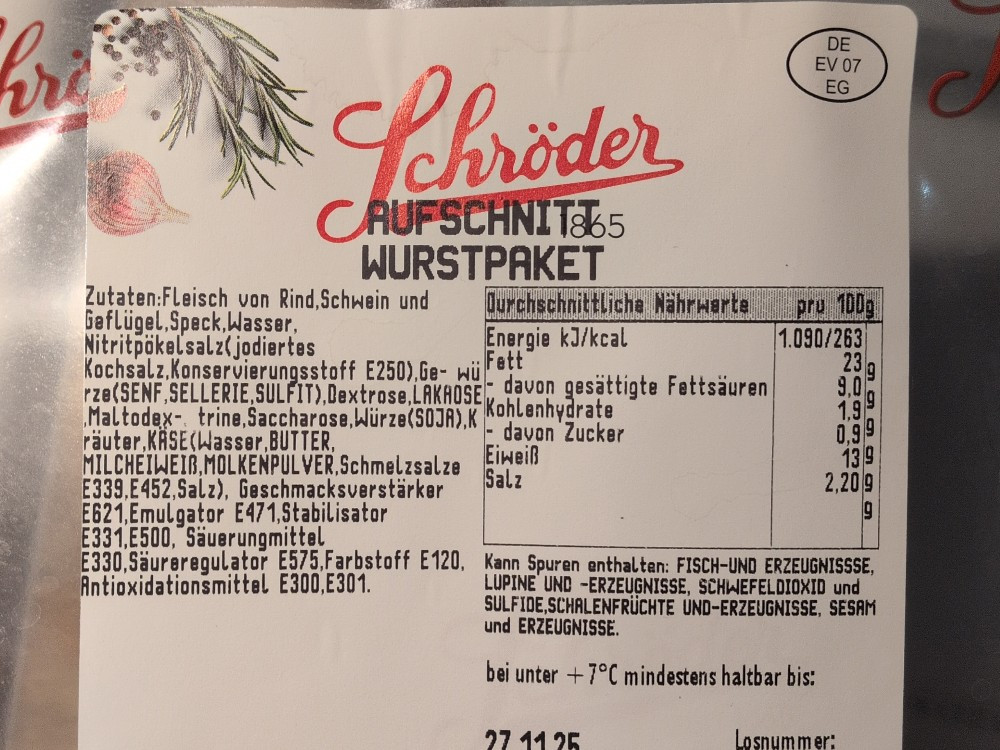 DE
EV 07
EG
Schröder
1865
AUFSCHNITT
WURSTPAKET
Zutaten:Fleisch von Rind,Schwein und
Geflügel,Speck,Wasser,
Nitritpökelsalz(jodiertes
Kochsalz,Konservierungsstoff E250),Ge- wü
rze(SENF,SELLERIE,SULFIT),Dextrose,LAKAOSE
,Maltodex- trine,Saccharose,Würze(SOJA),K
räuter,KÄSE(Wasser,BUTTER,
MILCHEIWEIß,MOLKENPULVER,Schmelzsalze
E339,E452,Salz), Geschmacksverstärker
E621,Emulgator E471,Stabilisator
E331,E500, Säuerungmittel
E330,Säureregulator E575,Farbstoff E120,
Antioxidationsmittel E300,E301.
Durchschnittliche Nährwerte pro 100g
Energie kJ/kcal 1.090/263
Fett 23 g
- davon gesättigte Fettsäuren 9,0 g
Kohlenhydrate 1,9 g
- davon Zucker 0,9 g
Eiweiß 13 g
Salz 2,20 g
g
Kann Spuren enthalten: FISCH-UND ERZEUGNISSSE,
LUPINE UND -ERZEUGNISSE, SCHWEFELDIOXID und
SULFIDE,SCHALENFRÜCHTE UND-ERZEUGNISSE, SESAM
und ERZEUGNISSE.
bei unter +7°C mindestens haltbar bis:
27.11.25 Losnummer: